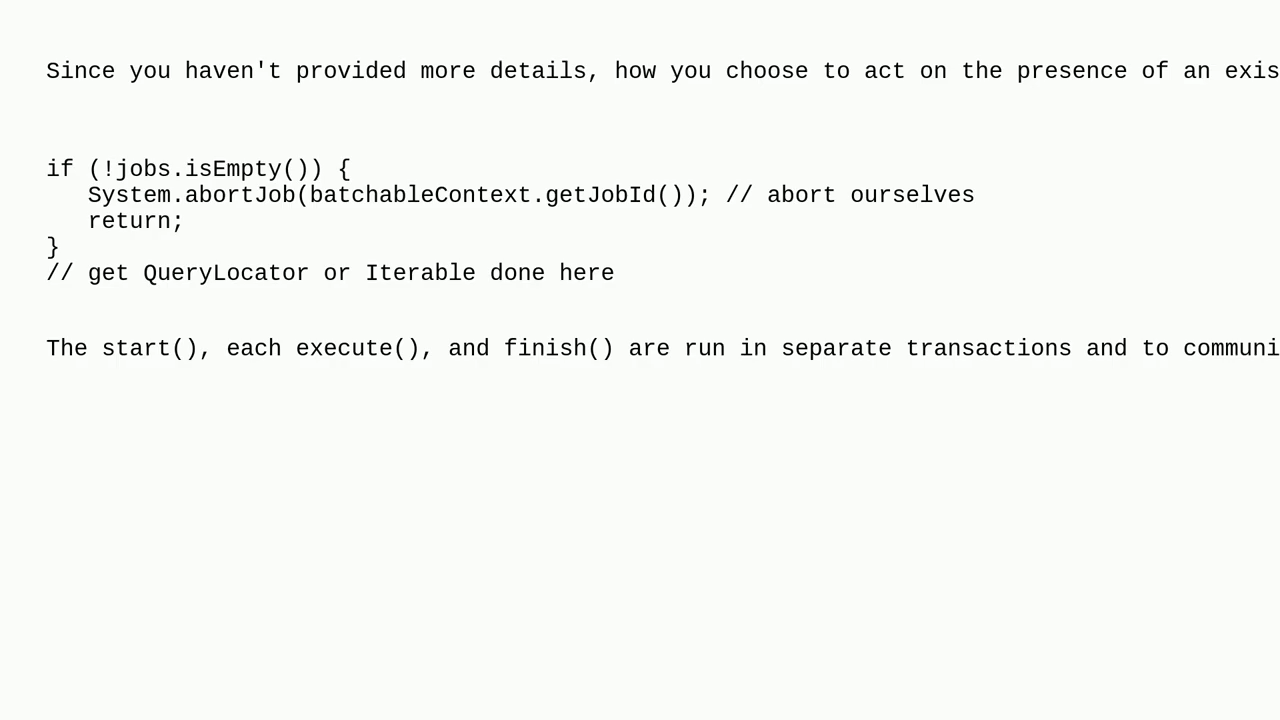 Since you haven't provided more details, how you choose to act on the presence of an exis
if (!jobs.isEmpty()) {
   System.abortJob(batchableContext.getJobId()); // abort ourselves
   return;
}
// get QueryLocator or Iterable done here
The start(), each execute(), and finish() are run in separate transactions and to communi